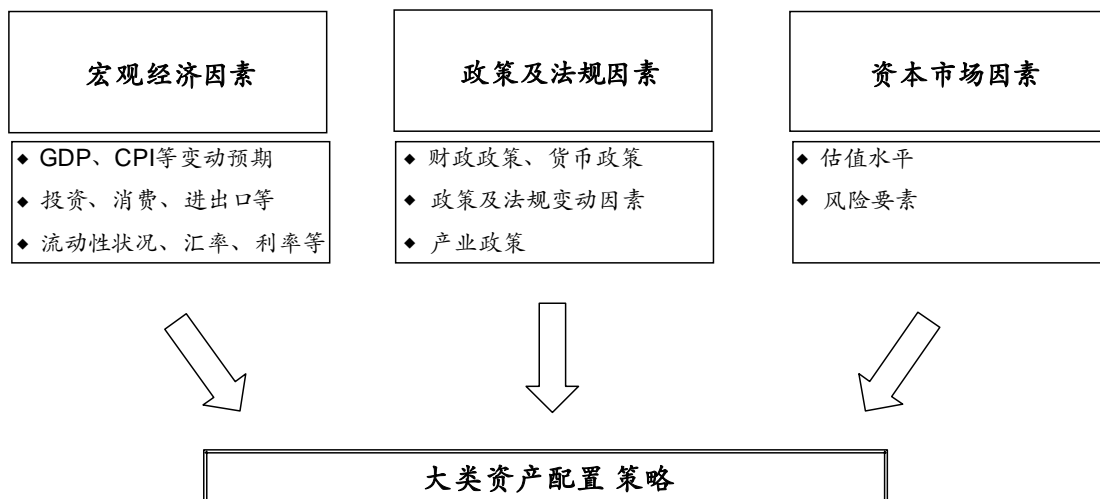 宏观经济因素
◆ GDP、CPI等变动预期
◆ 投资、消费、进出口等
◆ 流动性状况、汇率、利率等
政策及法规因素
◆ 财政政策、货币政策
◆ 政策及法规变动因素
◆ 产业政策
资本市场因素
◆ 估值水平
◆ 风险要素
大类资产配置 策略